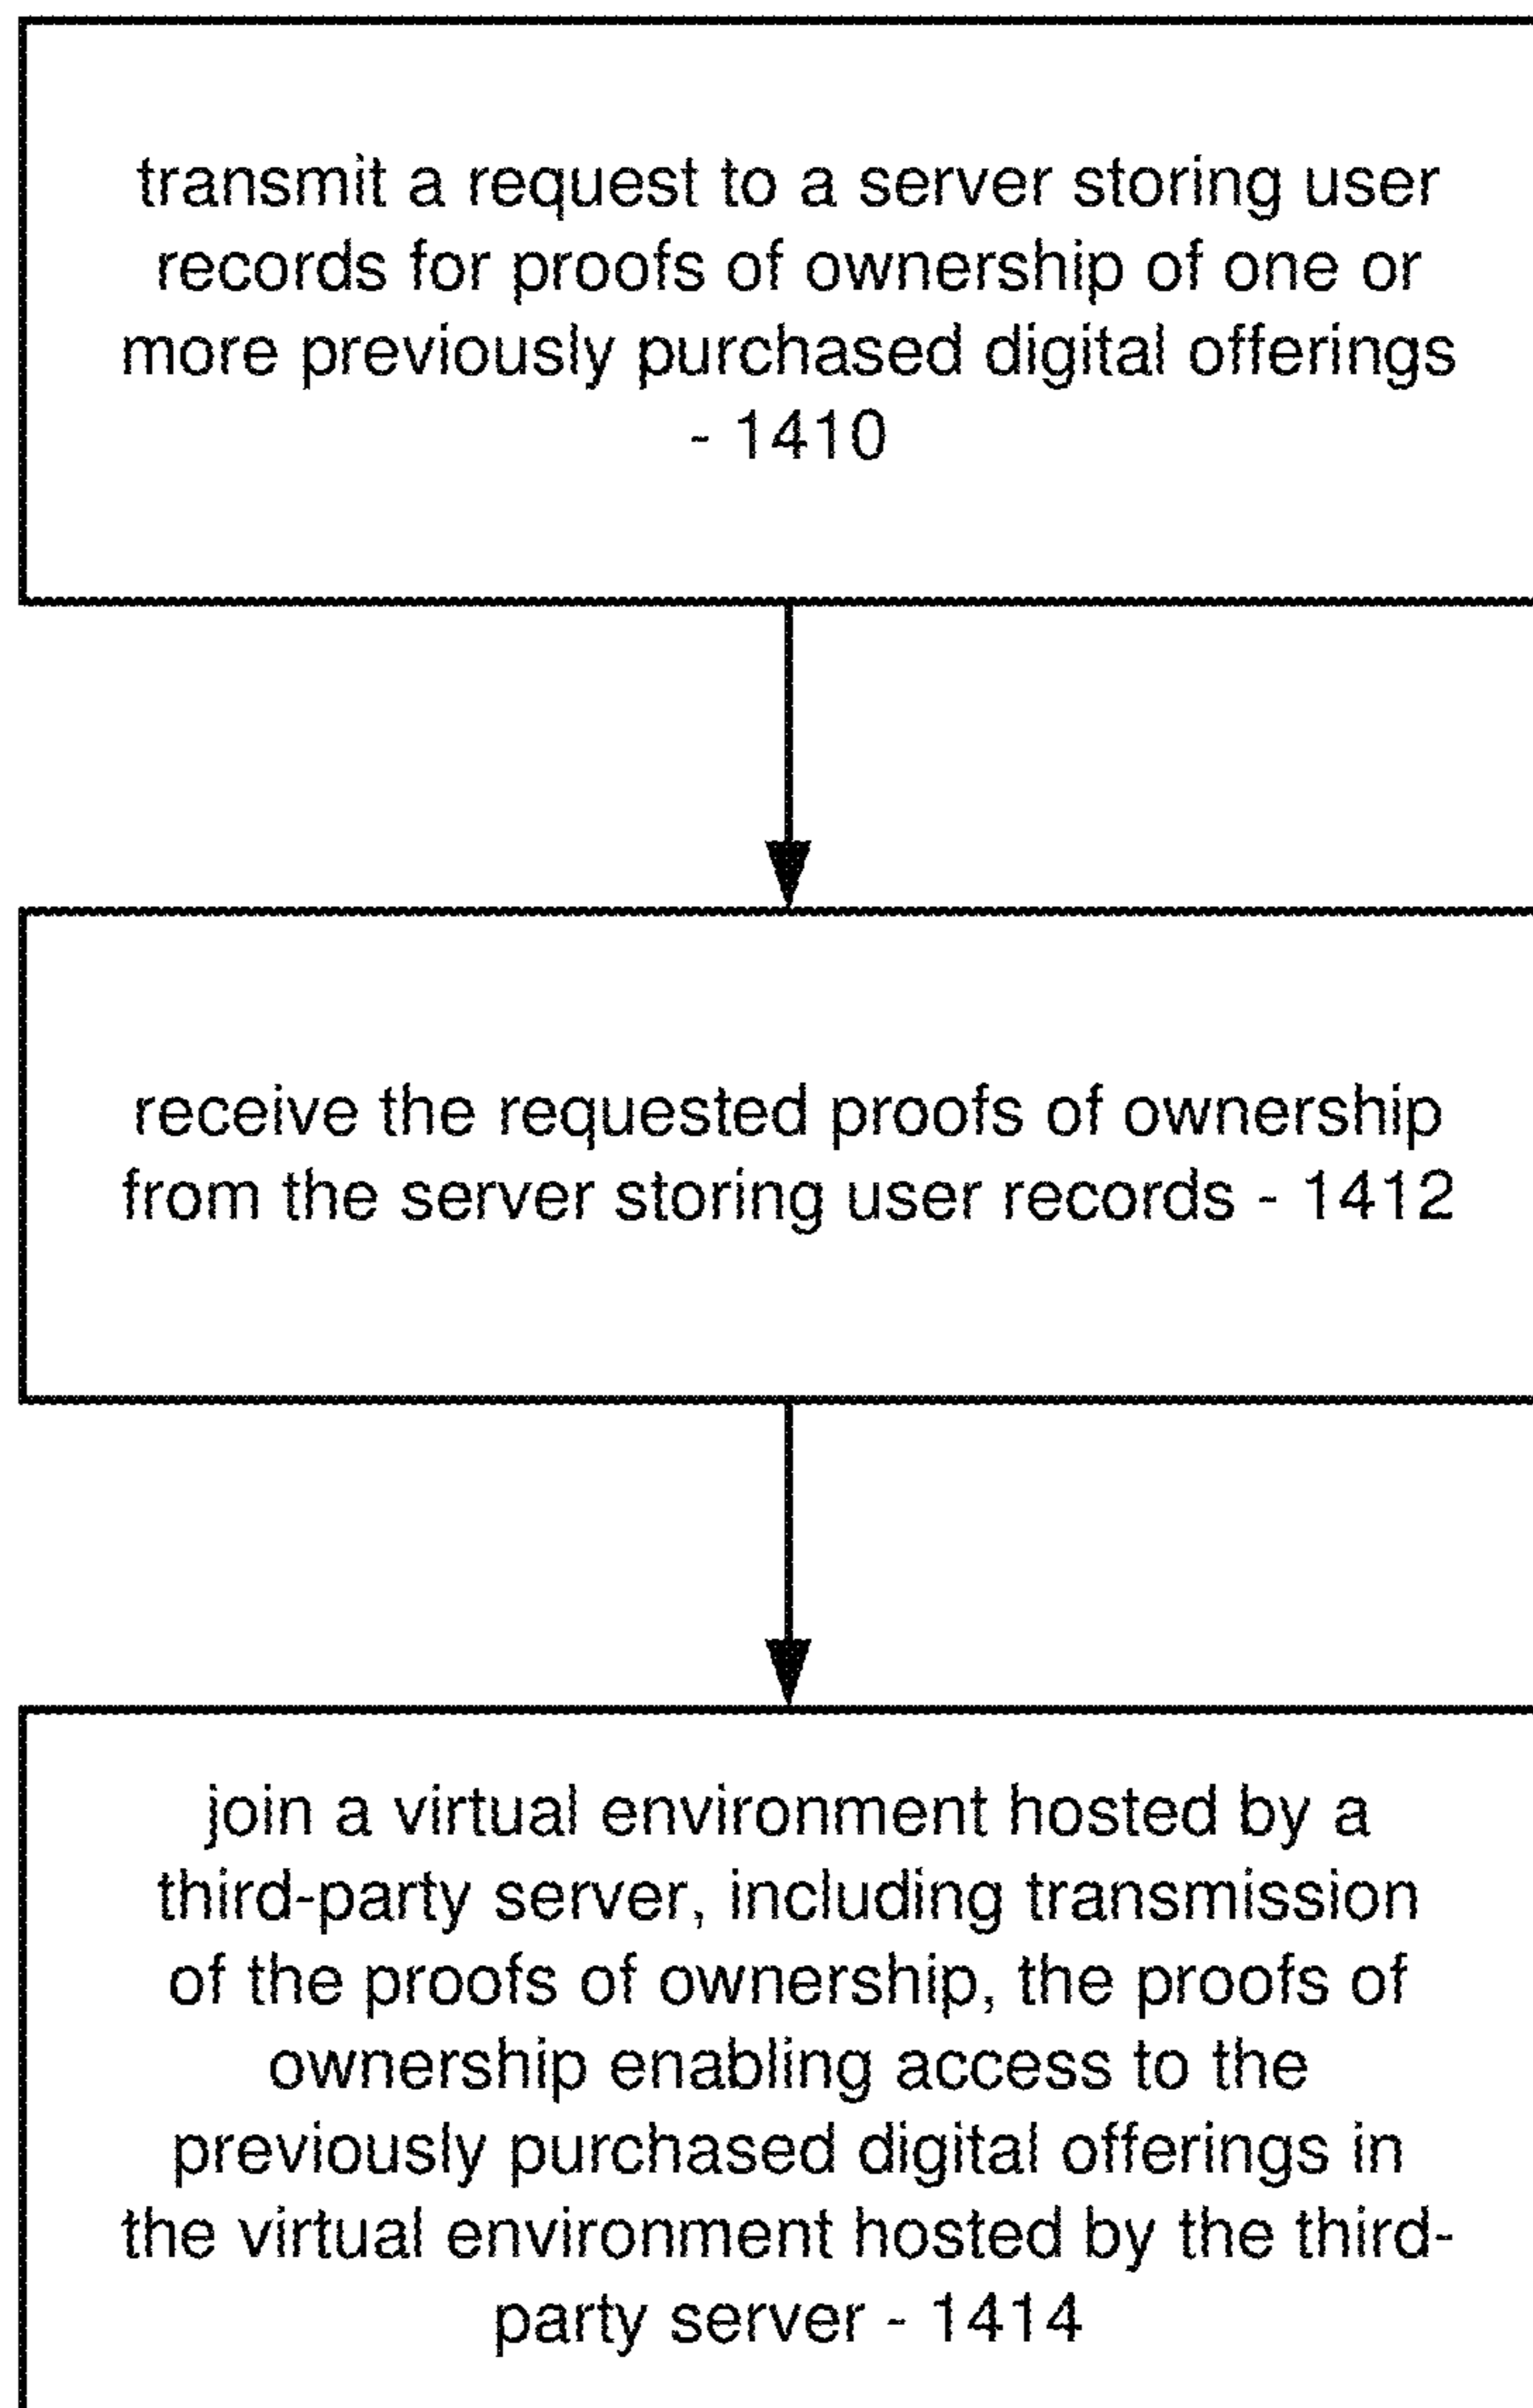 transmit a request to a server storing user
records for proofs of ownership of one or
more previously purchased digital offerings
- 1410
receive the requested proofs of ownership
from the server storing user records - 1412
join a virtual environment hosted by a
third-party server, including transmission
of the proofs of ownership, the proofs of
ownership enabling access to the
previously purchased digital offerings in
the virtual environment hosted by the third-
party server - 1414